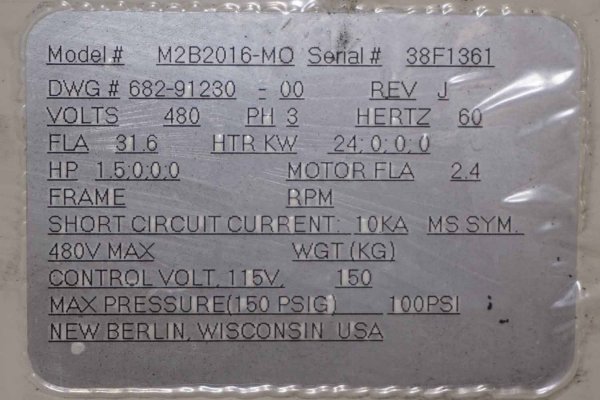 Model # M2B2016-MO Serial # 38F1361
DWG # 682-91230 - 00 REV J
VOLTS 480 PH 3 HERTZ 60
FLA 31.6 HTR KW 24; 0; 0; 0
HP 1.5;0;0;0 MOTOR FLA 2.4
FRAME RPM
SHORT CIRCUIT CURRENT: 10KA MS SYM.
480V MAX WGT (KG)
CONTROL VOLT, 115V, 150
MAX PRESSURE(150 PSIG) 100PSI
NEW BERLIN, WISCONSIN USA